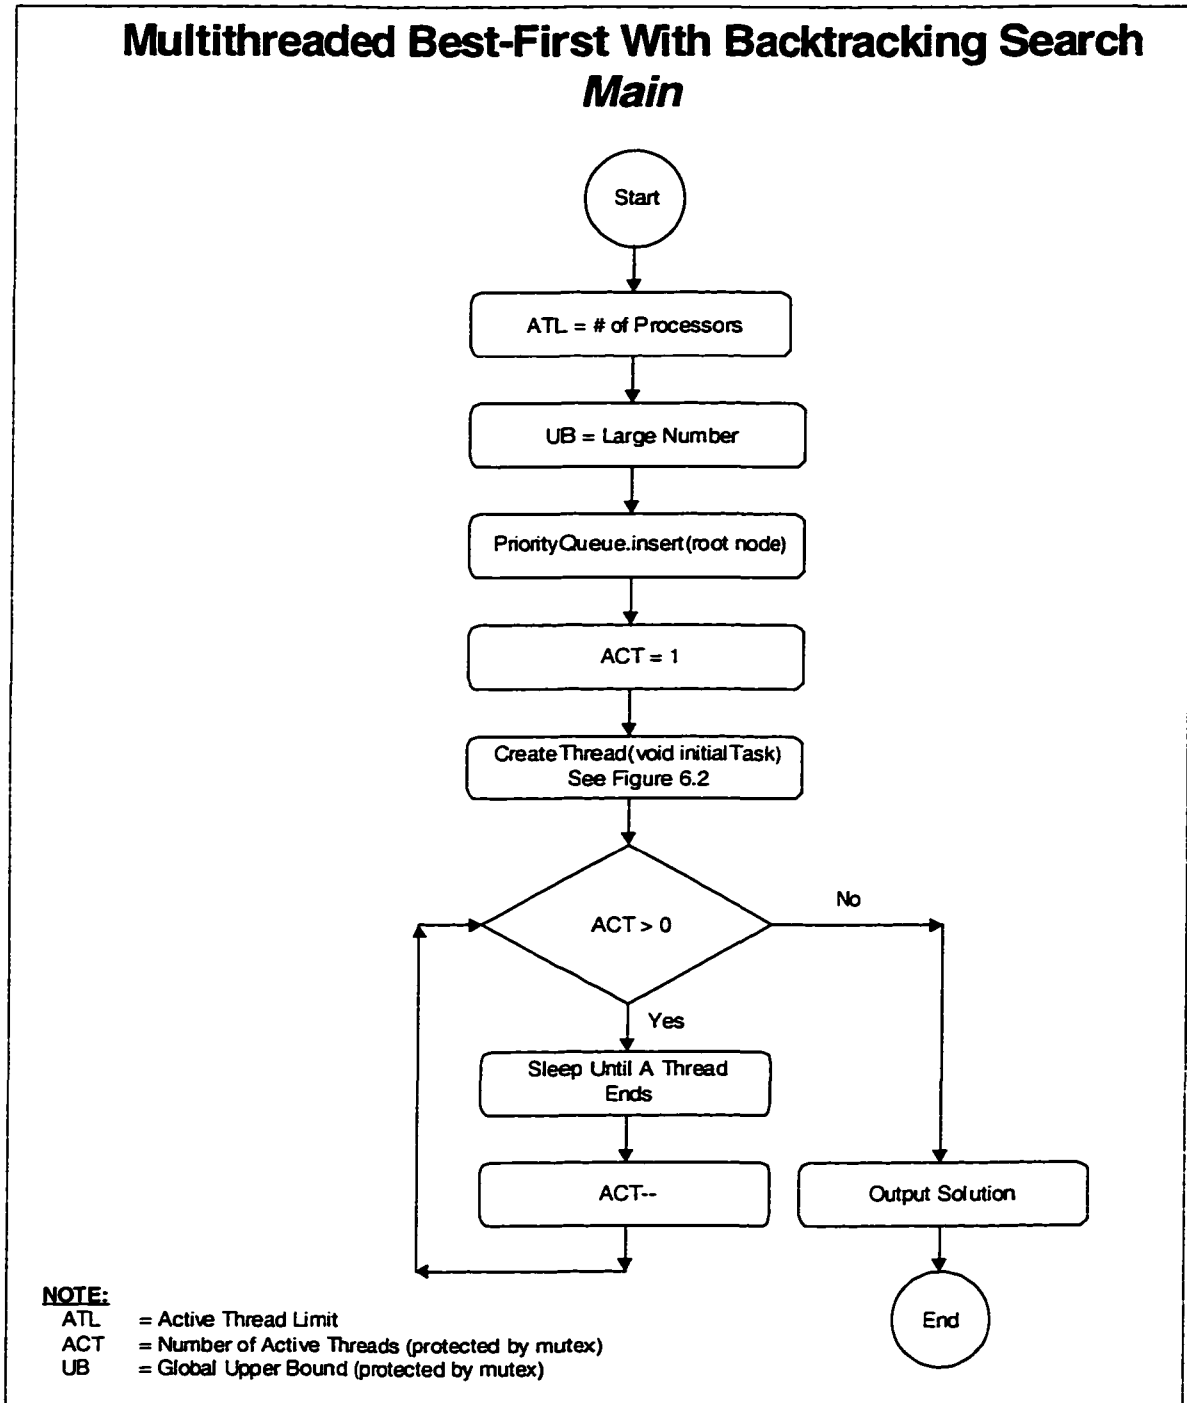 Multithreaded Best-First With Backtracking Search
Main
Start
ATL = # of Processors
UB = Large Number
PriorityQueue.insert(root node)
ACT = 1
CreateThread(void initialTask)
See Figure 6.2
ACT > 0
No
Yes
Sleep Until A Thread
Ends
ACT--
Output Solution
End
NOTE:
ATL = Active Thread Limit
ACT = Number of Active Threads (protected by mutex)
UB = Global Upper Bound (protected by mutex)